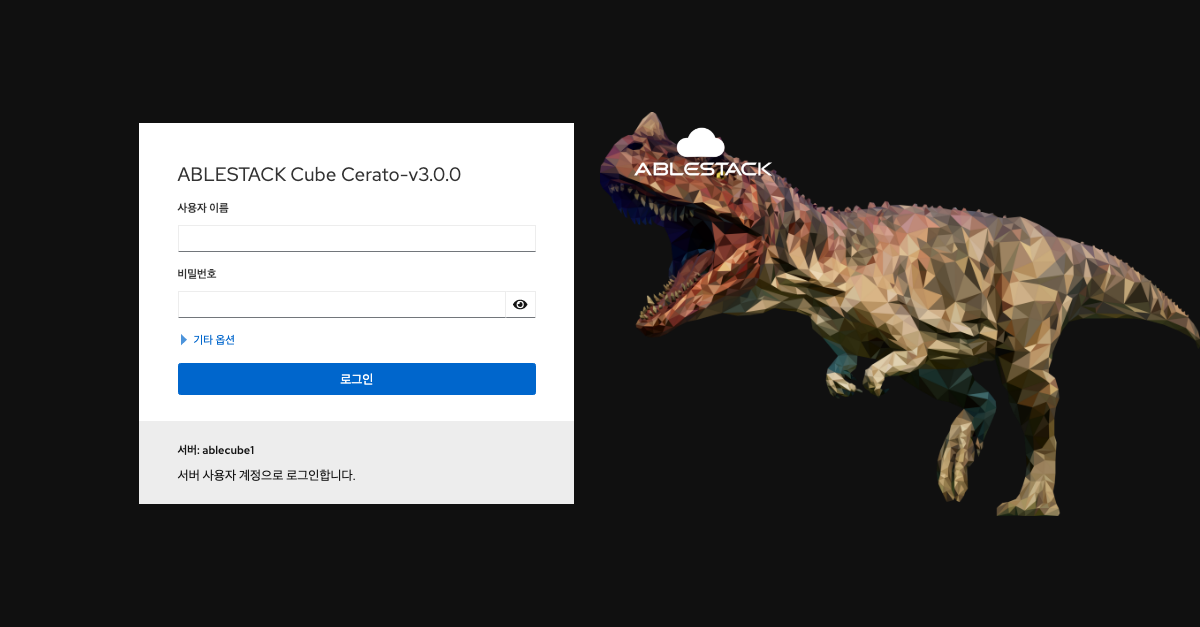 ABLESTACK Cube Cerato-v3.0.0
사용자 이름
비밀번호
기타 옵션
로그인
서버: ablecube1
서버 사용자 계정으로 로그인합니다.
ABLESTACK